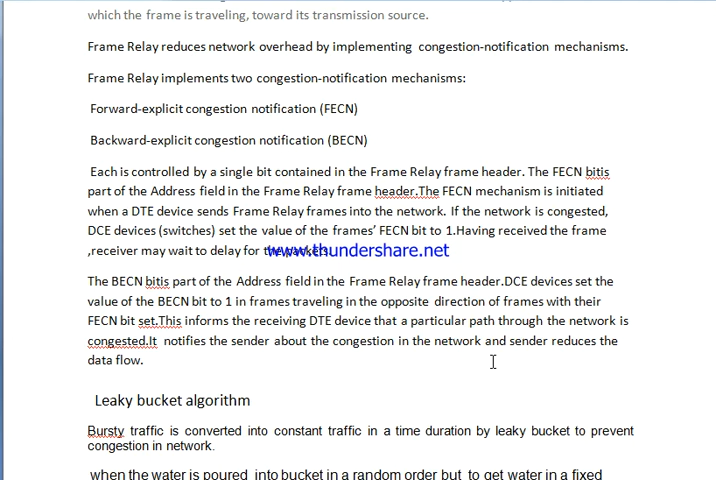 which the frame is traveling, toward its transmission source.
Frame Relay reduces network overhead by implementing congestion-notification mechanisms.
Frame Relay implements two congestion-notification mechanisms:
Forward-explicit congestion notification (FECN)
Backward-explicit congestion notification (BECN)
Each is controlled by a single bit contained in the Frame Relay frame header. The FECN bitis
part of the Address field in the Frame Relay frame header.The FECN mechanism is initiated
when a DTE device sends Frame Relay frames into the network. If the network is congested,
DCE devices (switches) set the value of the frames' FECN bit to 1.Having received the frame
,receiver may wait to delay for
www.thundershare.net
The BECN bitis part of the Address field in the Frame Relay frame header.DCE devices set the
value of the BECN bit to 1 in frames traveling in the opposite direction of frames with their
FECN bit set.This informs the receiving DTE device that a particular path through the network is
congested.It notifies the sender about the congestion in the network and sender reduces the
data flow.
Leaky bucket algorithm
Bursty traffic is converted into constant traffic in a time duration by leaky bucket to prevent
congestion in network.
when the water is poured into bucket in a random order but to get water in a fixed